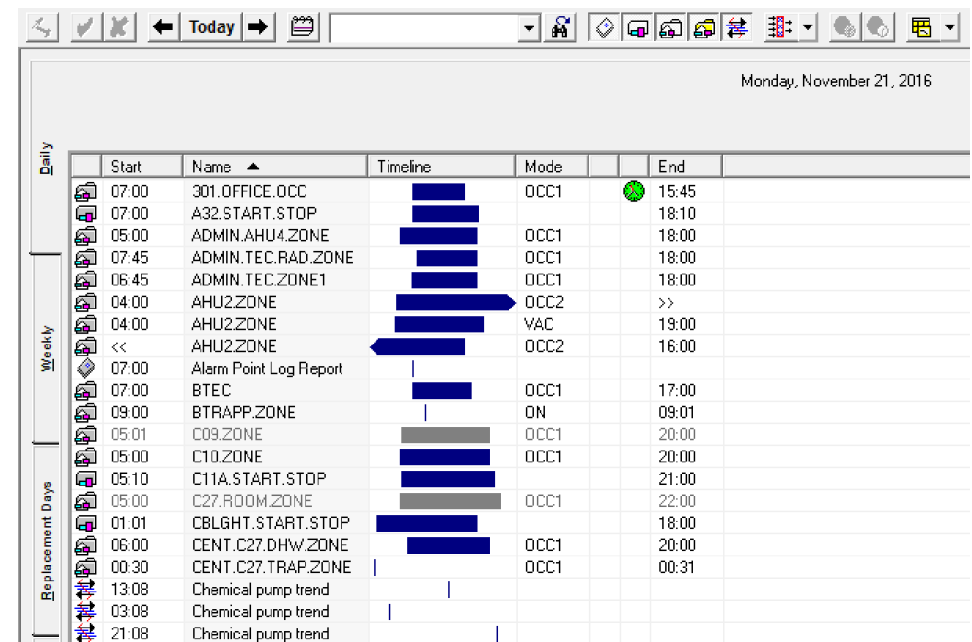 Today
Monday, November 21, 2016
Daily
Weekly
Replacement Days
Start Name Timeline Mode End
07:00 301.OFFICE.OCC OCC1 15:45
07:00 A32.START.STOP 18:10
05:00 ADMIN.AHU4.ZONE OCC1 18:00
07:45 ADMIN.TEC.RAD.ZONE OCC1 18:00
06:45 ADMIN.TEC.ZONE1 OCC1 18:00
04:00 AHU2.ZONE OCC2 >>
04:00 AHU2.ZONE VAC 19:00
<< AHU2.ZONE OCC2 16:00
07:00 Alarm Point Log Report
07:00 BTEC OCC1 17:00
09:00 BTRAPP.ZONE ON 09:01
05:01 C09.ZONE OCC1 20:00
05:00 C10.ZONE OCC1 20:00
05:10 C11A.START.STOP 21:00
05:00 C27.ROOM.ZONE OCC1 22:00
01:01 CBLGHT.START.STOP 18:00
06:00 CENT.C27.DHW.ZONE OCC1 20:00
00:30 CENT.C27.TRAP.ZONE OCC1 00:31
13:08 Chemical pump trend
03:08 Chemical pump trend
21:08 Chemical pump trend